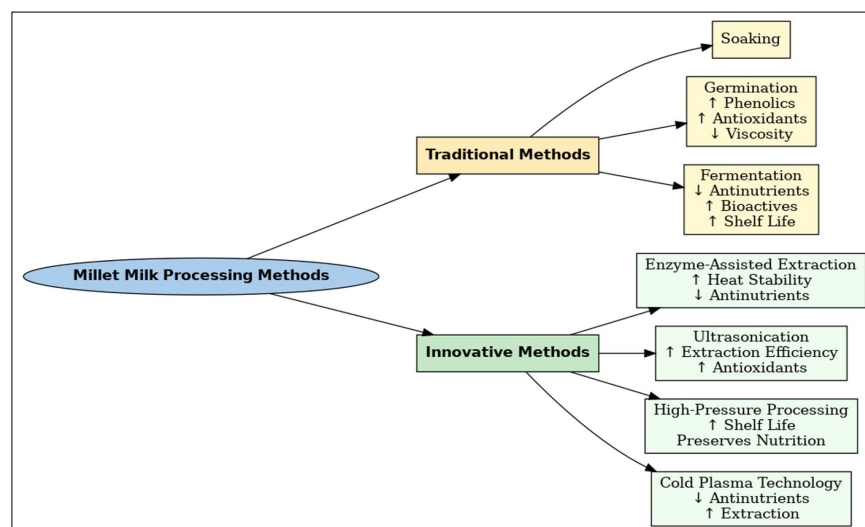 Millet Milk Processing Methods
Traditional Methods
Soaking
Germination
↑ Phenolics
↑ Antioxidants
↓ Viscosity
Fermentation
↓ Antinutrients
↑ Bioactives
↑ Shelf Life
Innovative Methods
Enzyme-Assisted Extraction
↑ Heat Stability
↓ Antinutrients
Ultrasonication
↑ Extraction Efficiency
↑ Antioxidants
High-Pressure Processing
↑ Shelf Life
Preserves Nutrition
Cold Plasma Technology
↓ Antinutrients
↑ Extraction